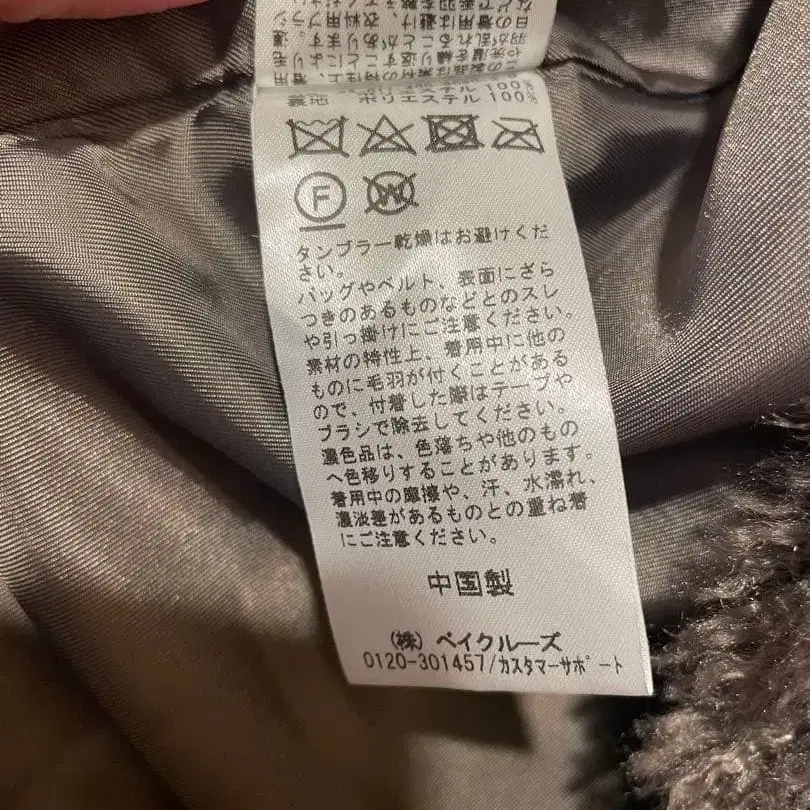 ポリエステル 100%
裏地 ポリエステル 100%
F W
タンブラー乾燥はお避けくだ
さい。
バッグやベルト、表面にざら
つきのあるものなどとのスレ
や引っ掛けにご注意ください。
素材の特性上、着用中に他の
ものに毛羽が付くことがある
ので、付着した際はテープや
ブラシで除去してください。
濃色品は、色落ちや他のもの
へ色移りすることがあります。
着用中の摩擦や、汗、水濡れ、
濃淡差があるものとの重ね着
にご注意ください。
中国製
(株) ベイクルーズ
0120-301457/カスタマーサポート